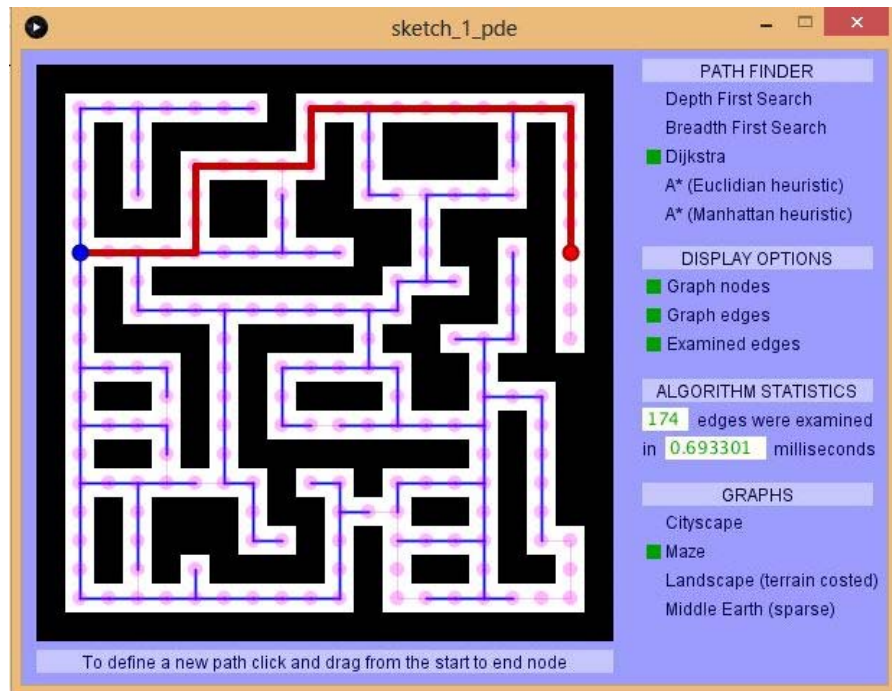 sketch_1_pde
PATH FINDER
Depth First Search
Breadth First Search
Dijkstra
A* (Euclidian heuristic)
A* (Manhattan heuristic)
DISPLAY OPTIONS
Graph nodes
Graph edges
Examined edges
ALGORITHM STATISTICS
174 edges were examined
in 0.693301 milliseconds
GRAPHS
Cityscape
Maze
Landscape (terrain costed)
Middle Earth (sparse)
To define a new path click and drag from the start to end node